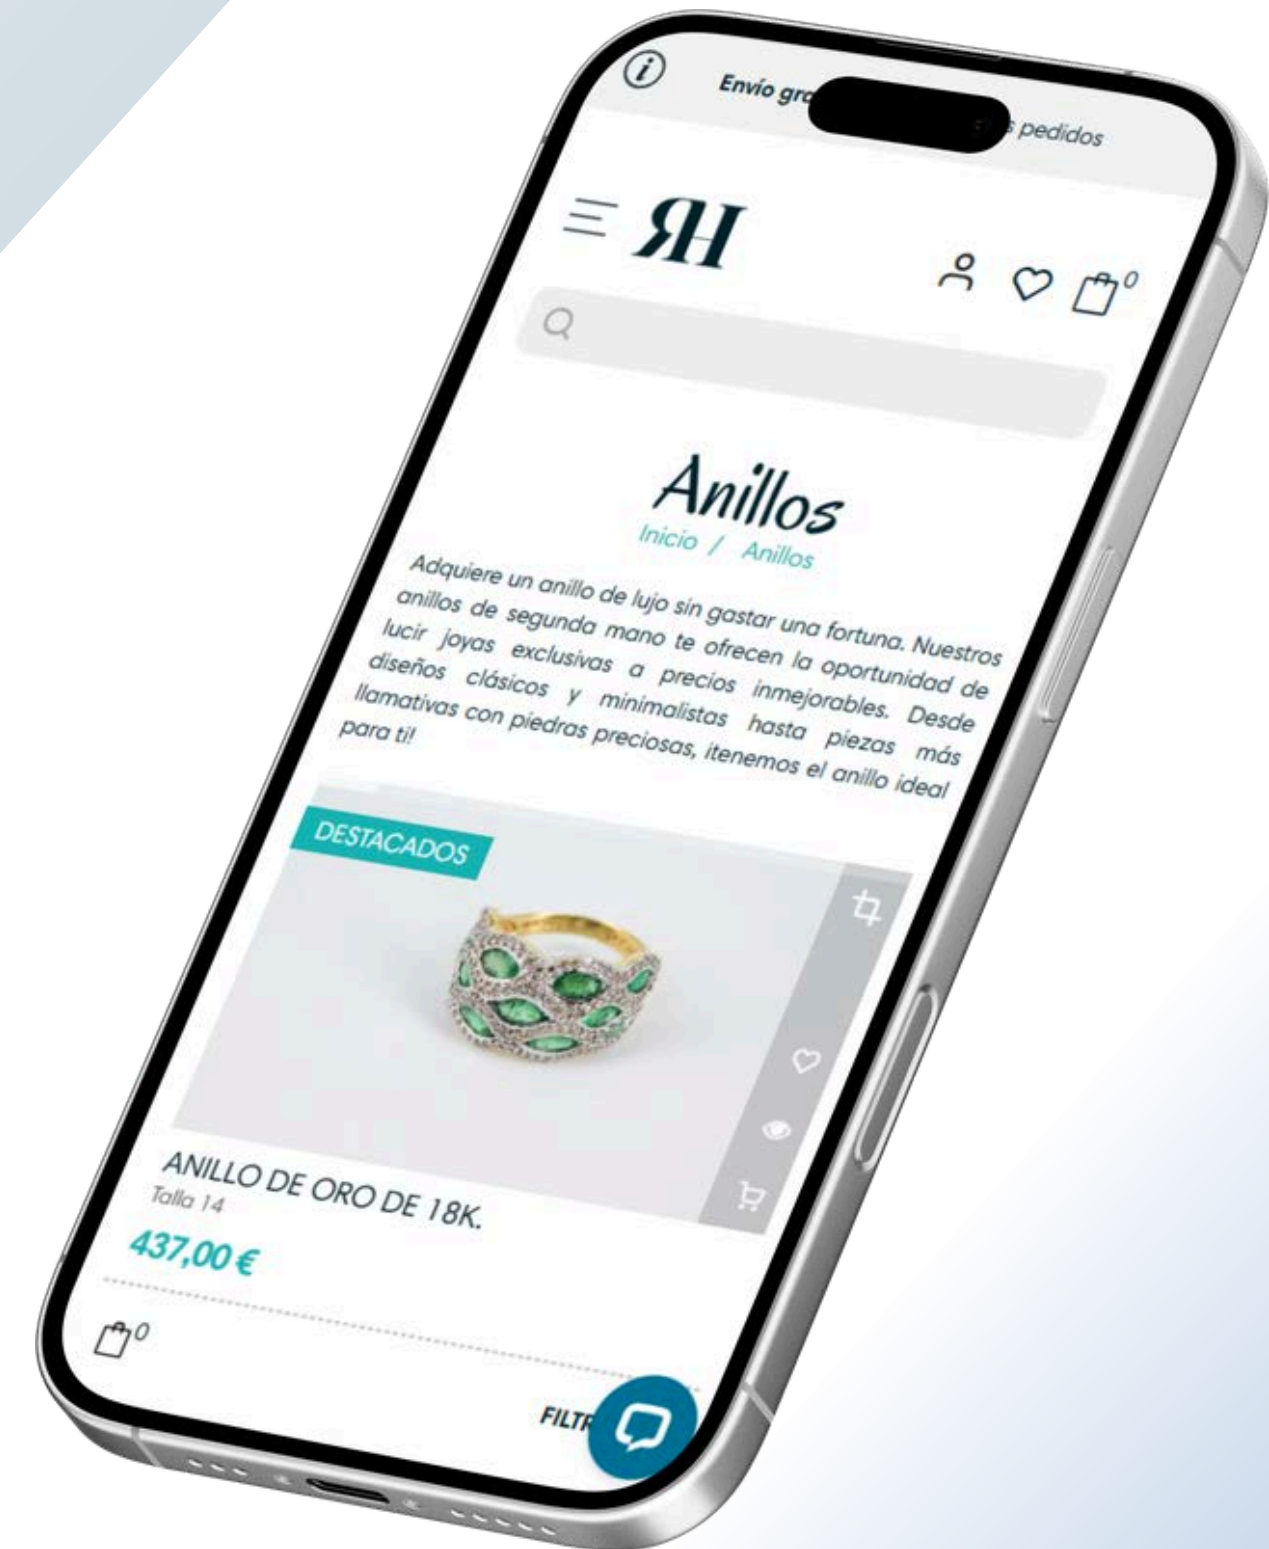 Envío
pedidos
RH
0
Anillos
Inicio / Anillos
Adquiere un anillo de lujo sin gastar una fortuna. Nuestros
anillos de segunda mano te ofrecen la oportunidad de
lucir joyas exclusivas a precios inmejorables. Desde
diseños clásicos y minimalistas hasta piezas más
llamativas con piedras preciosas, itenemos el anillo ideal
para ti!
DESTACADOS
ANILLO DE ORO DE 18K.
Talla 14
437,00 €
0